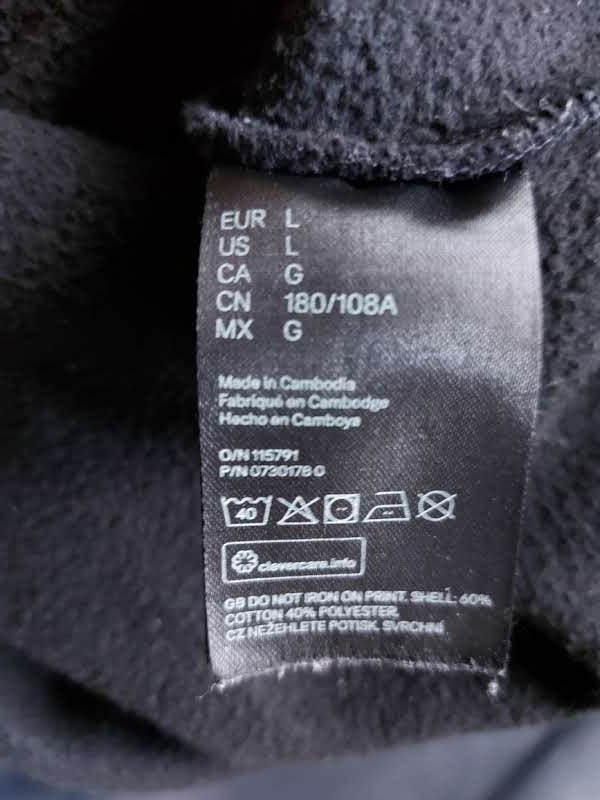 EUR L
US L
CA G
CN 180/108A
MX G
Made in Cambodia
Fabriqué en Cambodge
Hecho en Camboya
O/N 115791
P/N 0730178 G
40
clevercare.info
GB DO NOT IRON ON PRINT. SHELL: 60%
COTTON 40% POLYESTER,
CZ NEŽEHLETE POTISK. SVRCHNÍ